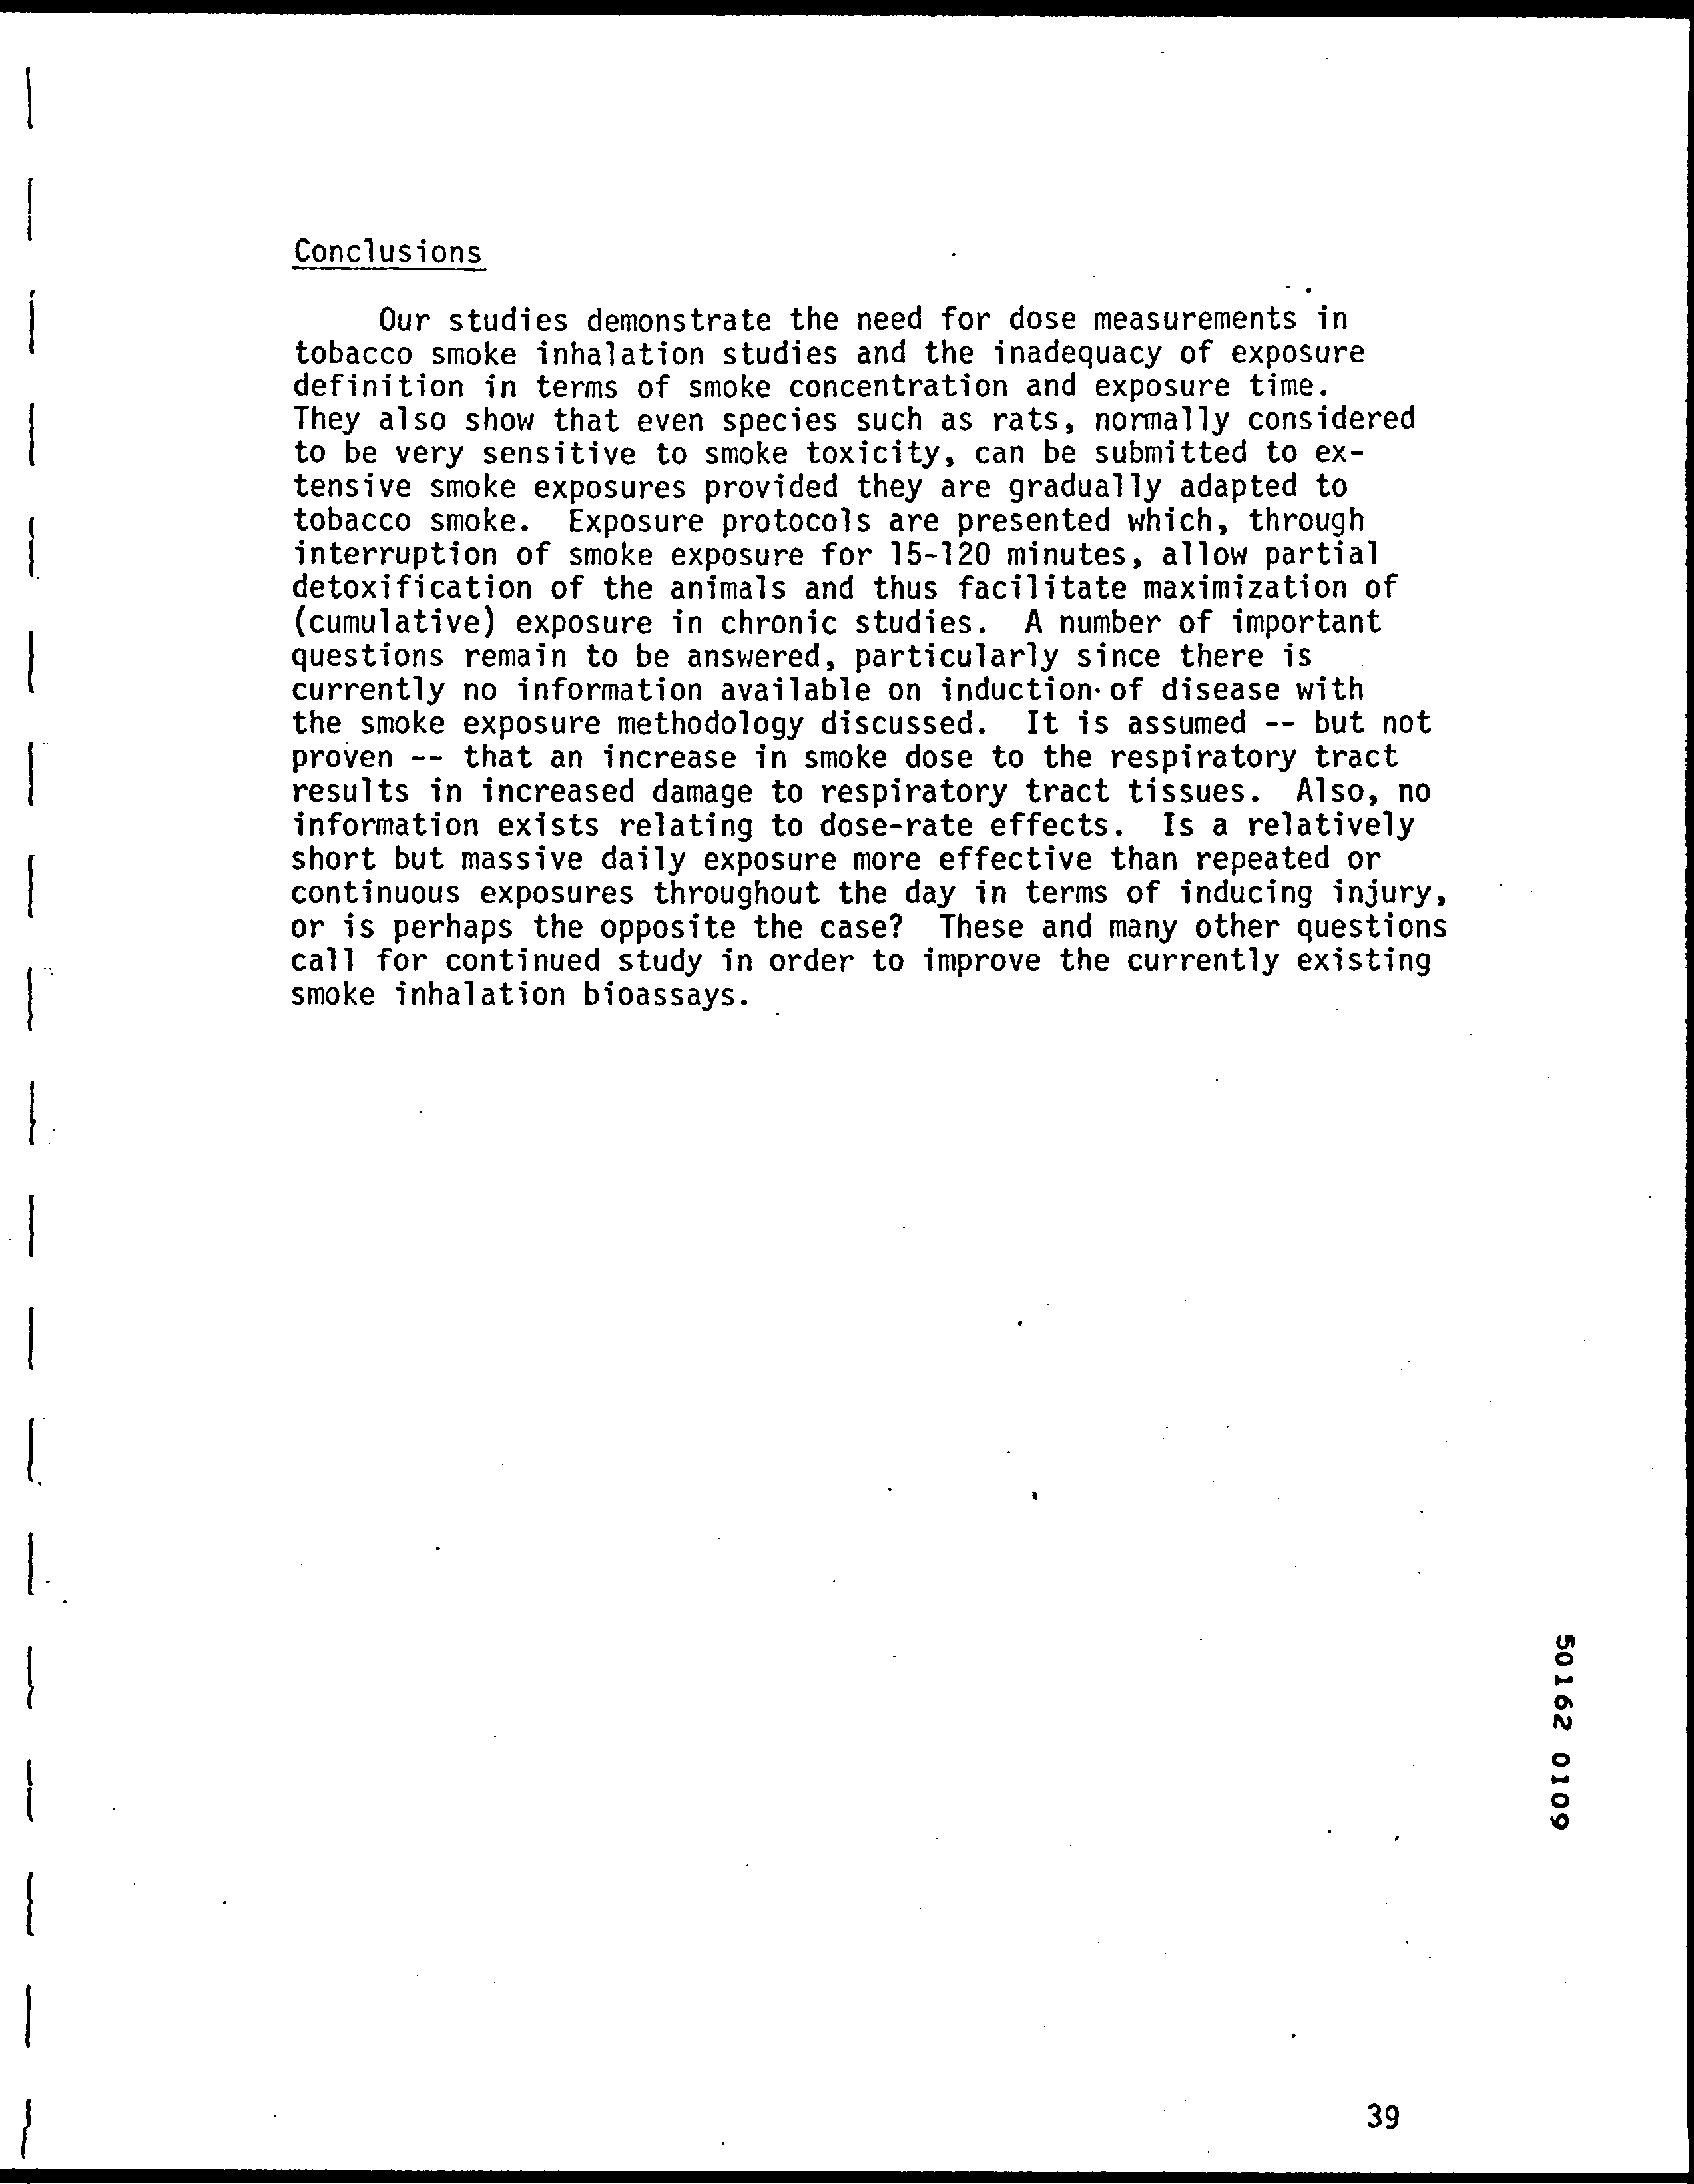 Conclusions
Our studies demonstrate the need for dose measurements in
tobacco smoke inhalation studies and the inadequacy of exposure
definition in terms of smoke concentration and exposure time.
They also show that even species such as rats, normally considered
to be very sensitive to smoke toxicity, can be submitted to ex-
tensive smoke exposures provided they are gradually adapted to
tobacco smoke. Exposure protocols are presented which, through
interruption of smoke exposure for 15-120 minutes, allow partial
detoxification of the animals and thus facilitate maximization of
(cumulative) exposure in chronic studies. A number of important
questions remain to be answered, particularly since there is
currently no information available on induction of disease with
the smoke exposure methodology discussed. It is assumed -- but not
proven -- that an increase in smoke dose to the respiratory tract
results in increased damage to respiratory tract tissues. Also, no
information exists relating to dose-rate effects. Is a relatively
short but massive daily exposure more effective than repeated or
continuous exposures throughout the day in terms of inducing injury,
or is perhaps the opposite the case? These and many other questions
call for continued study in order to improve the currently existing
smoke inhalation bioassays.
50162 0109
39